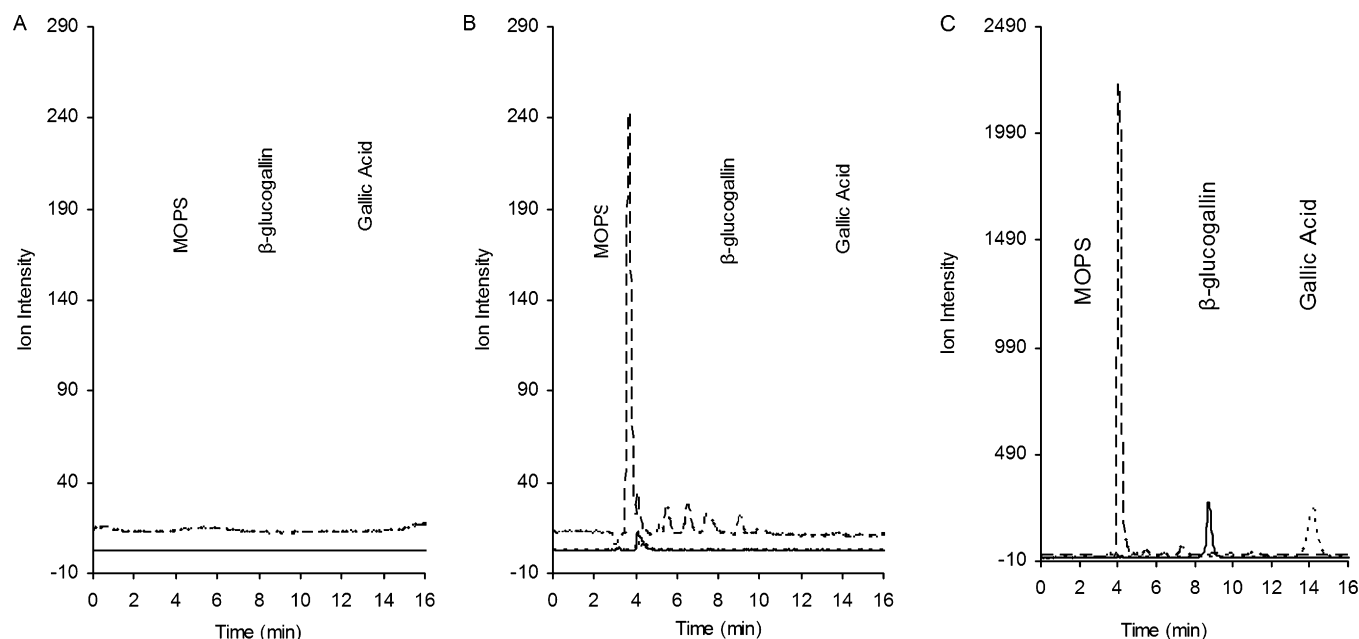 A
290
240
190
140
90
40
-10
Ion Intensity
MOPS
β-glucogallin
Gallic Acid
0 2 4 6 8 10 12 14 16
Time (min)
B
290
240
190
140
90
40
-10
Ion Intensity
MOPS
β-glucogallin
Gallic Acid
0 2 4 6 8 10 12 14 16
Time (min)
C
2490
1990
1490
990
490
-10
Ion Intensity
MOPS
β-glucogallin
Gallic Acid
0 2 4 6 8 10 12 14 16
Time (min)